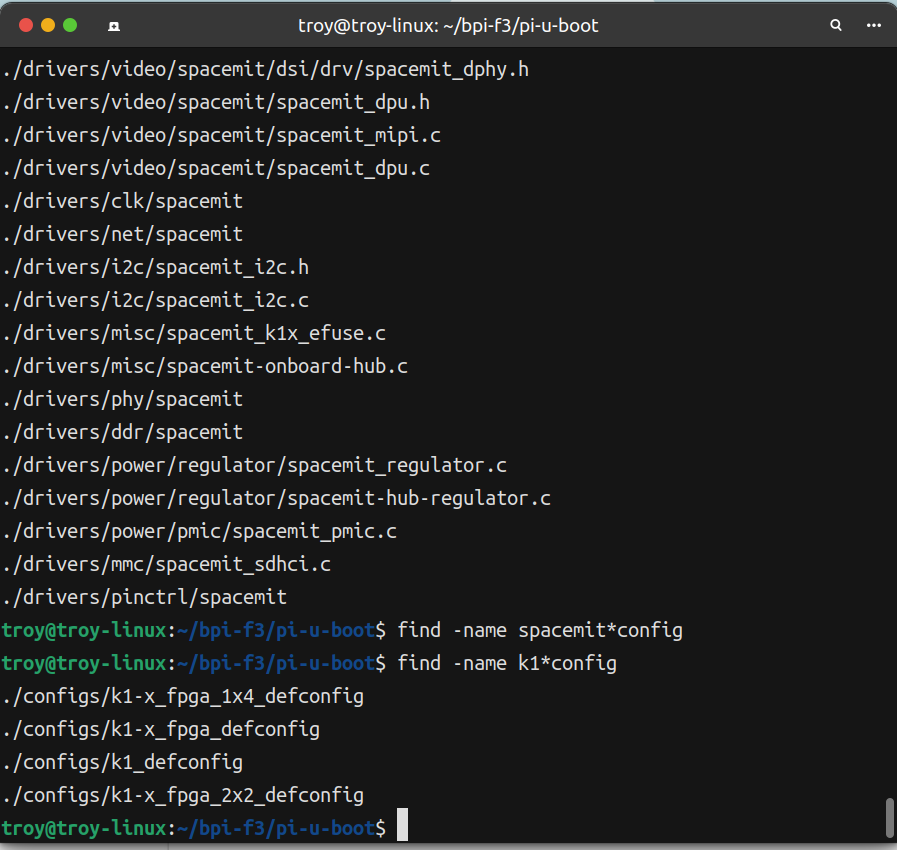 troy@troy-linux: ~/bpi-f3/pi-u-boot
./drivers/video/spacemit/dsi/drv/spacemit_dphy.h
./drivers/video/spacemit/spacemit_dpu.h
./drivers/video/spacemit/spacemit_mipi.c
./drivers/video/spacemit/spacemit_dpu.c
./drivers/clk/spacemit
./drivers/net/spacemit
./drivers/i2c/spacemit_i2c.h
./drivers/i2c/spacemit_i2c.c
./drivers/misc/spacemit_k1x_efuse.c
./drivers/misc/spacemit-onboard-hub.c
./drivers/phy/spacemit
./drivers/ddr/spacemit
./drivers/power/regulator/spacemit_regulator.c
./drivers/power/regulator/spacemit-hub-regulator.c
./drivers/power/pmic/spacemit_pmic.c
./drivers/mmc/spacemit_sdhci.c
./drivers/pinctrl/spacemit
troy@troy-linux:~/bpi-f3/pi-u-boot$ find -name spacemit*config
troy@troy-linux:~/bpi-f3/pi-u-boot$ find -name k1*config
./configs/k1-x_fpga_1x4_defconfig
./configs/k1-x_fpga_defconfig
./configs/k1_defconfig
./configs/k1-x_fpga_2x2_defconfig
troy@troy-linux:~/bpi-f3/pi-u-boot$